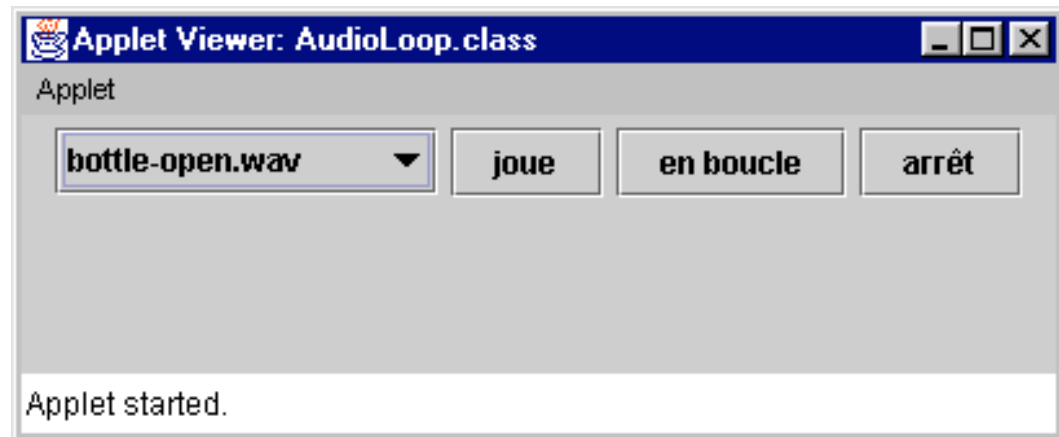 Applet Viewer: AudioLoop.class
Applet
bottle-open.wav joue en boucle arrêt
Applet started.